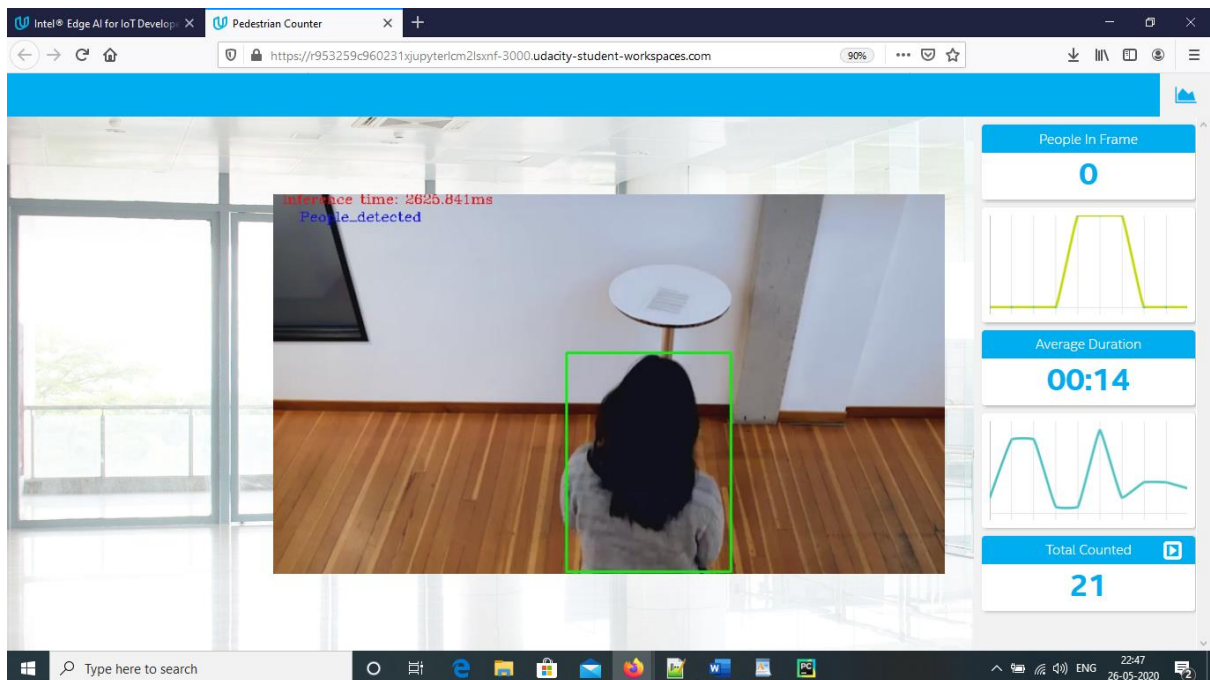 Intel® Edge AI for IoT Develop
Pedestrian Counter
https://r953259c960231xjupyterlcm2lsxnf-3000.udacity-student-workspaces.com
90%
People In Frame
0
Inference time: 2625.841ms
People_detected
Average Duration
00:14
Total Counted
21
Type here to search
ENG
22:47
26-05-2020
2